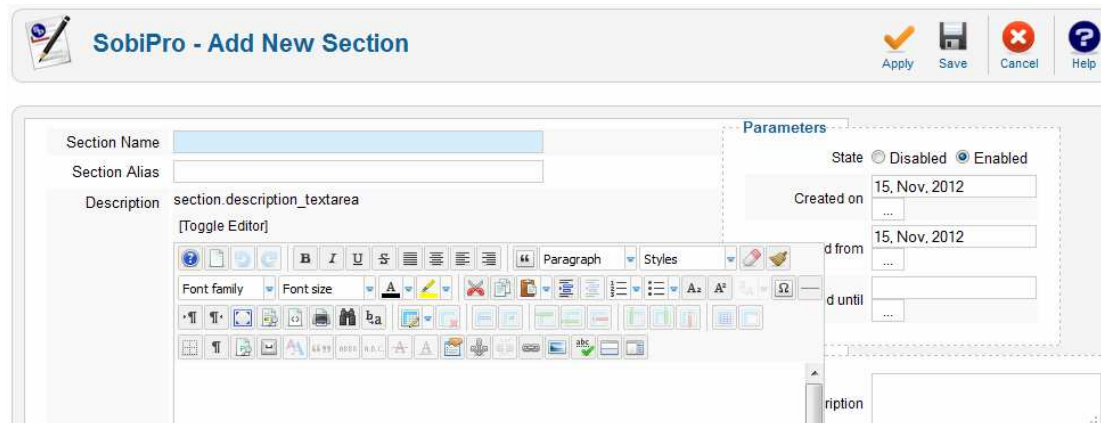 SobiPro - Add New Section
Apply Save Cancel Help
Section Name
Section Alias
Description section.description_textarea
[Toggle Editor]
Paragraph Styles
Font family Font size
Parameters
State Disabled Enabled
Created on 15, Nov, 2012
...
d from 15, Nov, 2012
...
d until
...
ription